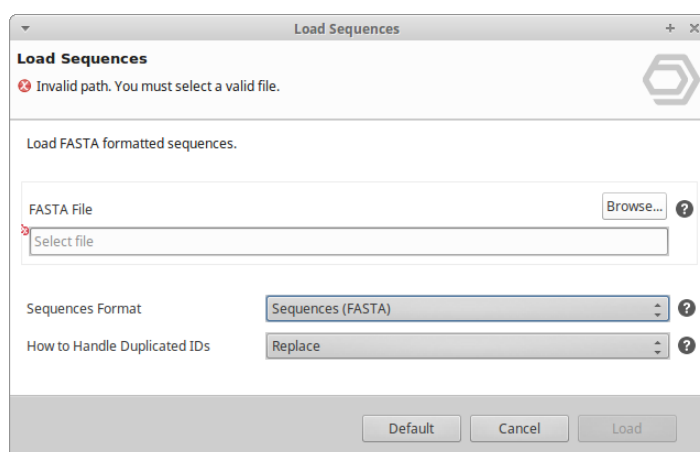 Load Sequences
Load Sequences
Invalid path. You must select a valid file.
Load FASTA formatted sequences.
FASTA File
Browse...
?
Select file
Sequences Format
Sequences (FASTA)
?
How to Handle Duplicated IDs
Replace
?
Default
Cancel
Load